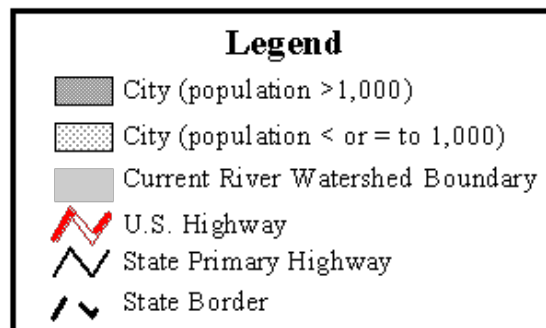 Legend
City (population >1,000)
City (population < or = to 1,000)
Current River Watershed Boundary
U.S. Highway
State Primary Highway
State Border